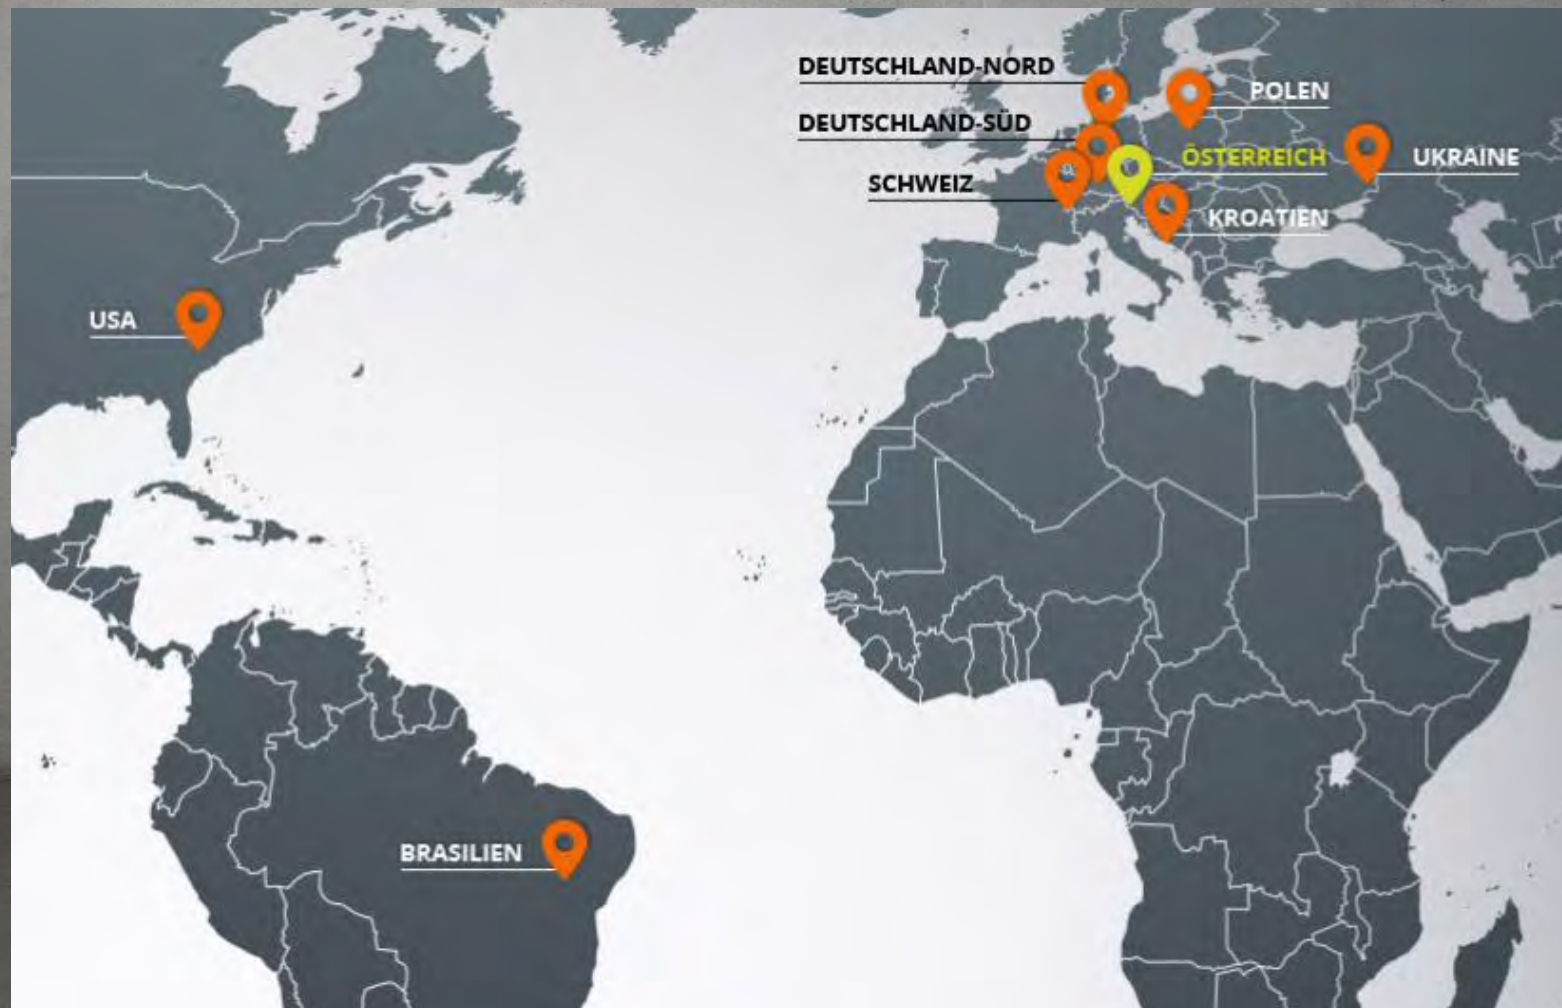 DEUTSCHLAND-NORD
POLEN
DEUTSCHLAND-SÜD
ÖSTERREICH
UKRAINE
SCHWEIZ
KROATIEN
USA
BRASILIEN